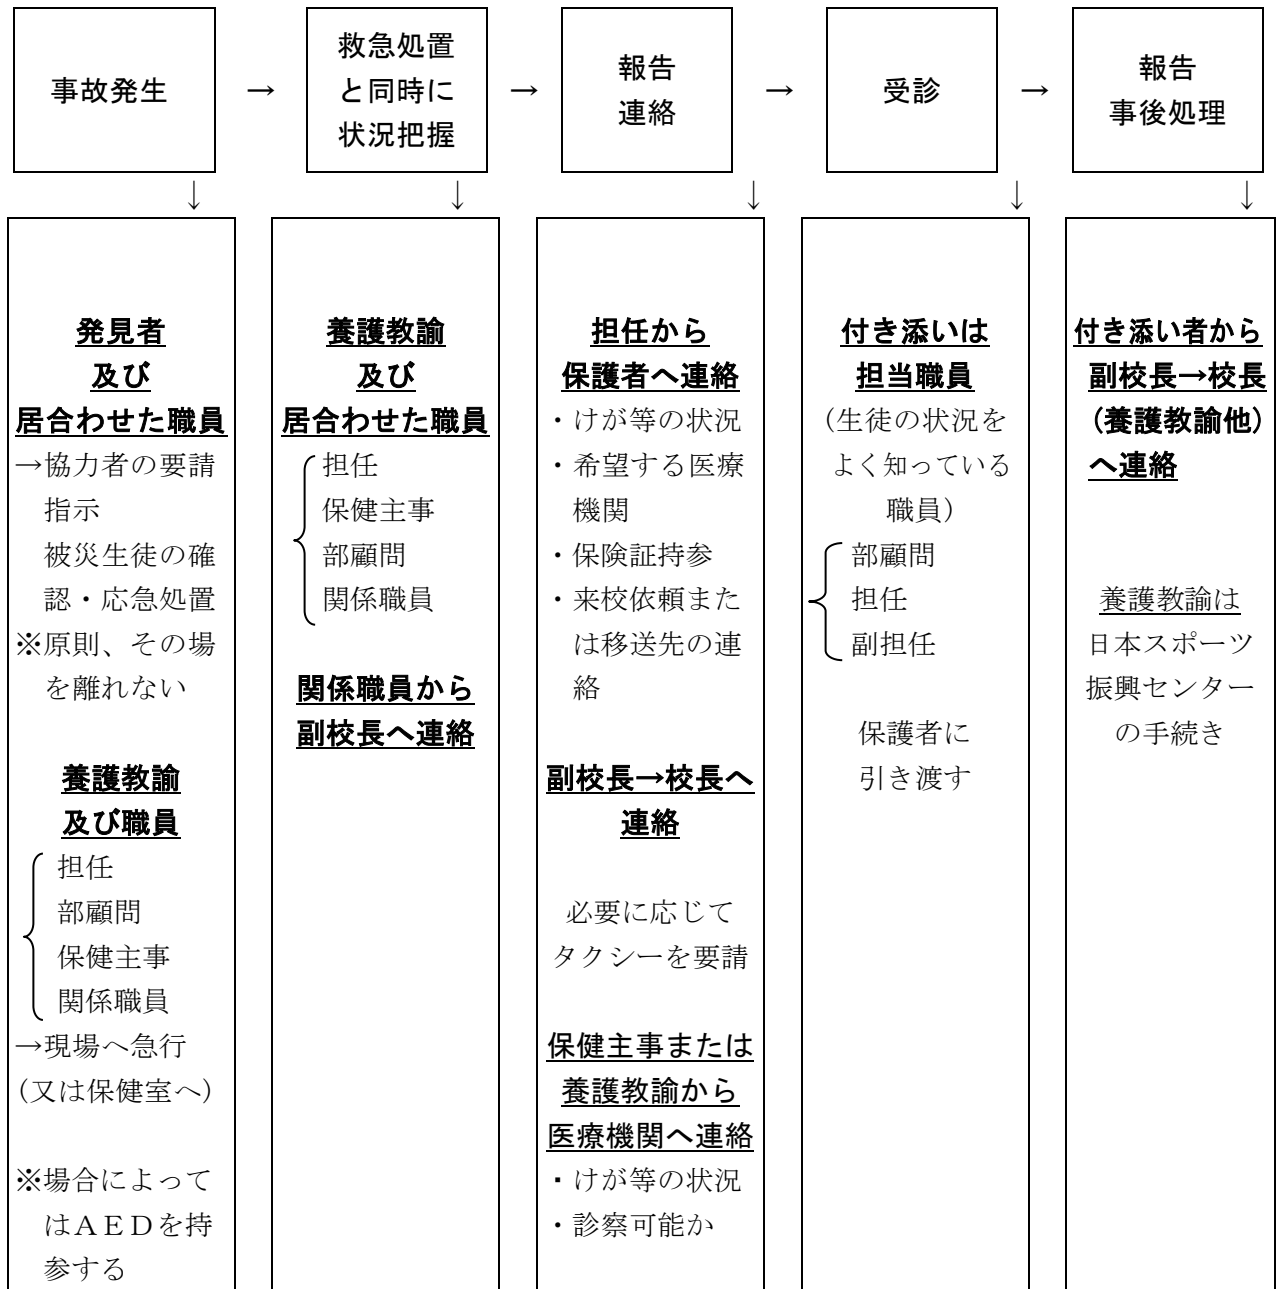 事故発生
→
救急処置
と同時に
状況把握
→
報告
連絡
→
受診
→
報告
事後処理
↓
↓
↓
↓
↓
発見者
及び
居合わせた職員
→協力者の要請
指示
被災生徒の確
認・応急処置
※原則、その場
を離れない
養護教諭
及び職員
担任
部顧問
保健主事
関係職員
→現場へ急行
(又は保健室へ)
※場合によって
はAEDを持
参する
養護教諭
及び
居合わせた職員
担任
保健主事
部顧問
関係職員
関係職員から
副校長へ連絡
担任から
保護者へ連絡
・けが等の状況
・希望する医療
機関
・保険証持参
・来校依頼また
は移送先の連
絡
副校長→校長へ
連絡
必要に応じて
タクシーを要請
保健主事または
養護教諭から
医療機関へ連絡
・けが等の状況
・診察可能か
付き添いは
担当職員
(生徒の状況を
よく知っている
職員)
部顧問
担任
副担任
保護者に
引き渡す
付き添い者から
副校長→校長
(養護教諭他)
へ連絡
養護教諭は
日本スポーツ
振興センター
の手続き